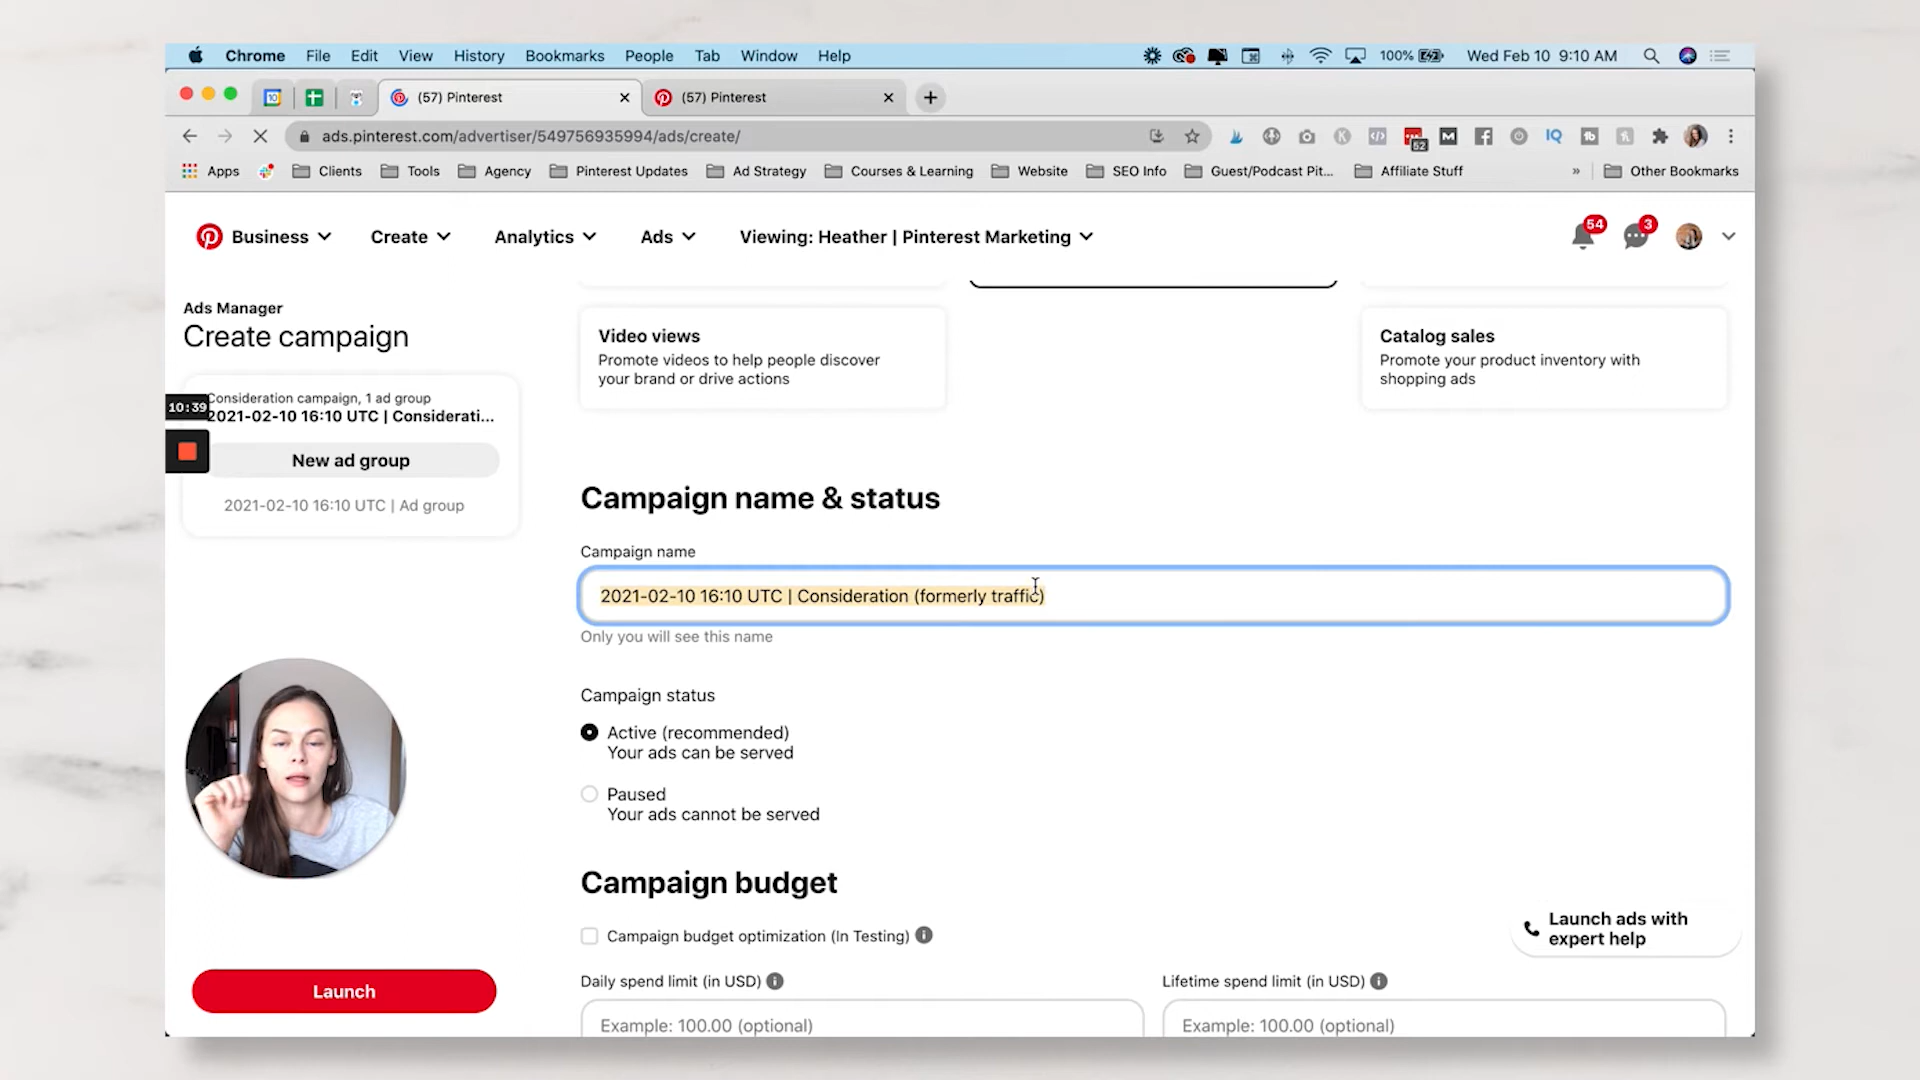 Chrome File Edit View History Bookmarks People Tab Window Help 100% Wed Feb 10 9:10 AM
10 (57) Pinterest (57) Pinterest
ads.pinterest.com/advertiser/549756935994/ads/create/ 52 IQ
Apps Clients Tools Agency Pinterest Updates Ad Strategy Courses & Learning Website SEO Info Guest/Podcast Pit... Affiliate Stuff » Other Bookmarks
Business Create Analytics Ads Viewing: Heather | Pinterest Marketing 54 3
Ads Manager
Create campaign
Consideration campaign, 1 ad group
2021-02-10 16:10 UTC | Considerati...
10:39
New ad group
2021-02-10 16:10 UTC | Ad group
Launch
Video views
Promote videos to help people discover
your brand or drive actions
Catalog sales
Promote your product inventory with
shopping ads
Campaign name & status
Campaign name
2021-02-10 16:10 UTC | Consideration (formerly traffic)
Only you will see this name
Campaign status
Active (recommended)
Your ads can be served
Paused
Your ads cannot be served
Campaign budget
Campaign budget optimization (In Testing)
Daily spend limit (in USD)
Example: 100.00 (optional)
Lifetime spend limit (in USD)
Example: 100.00 (optional)
Launch ads with
expert help